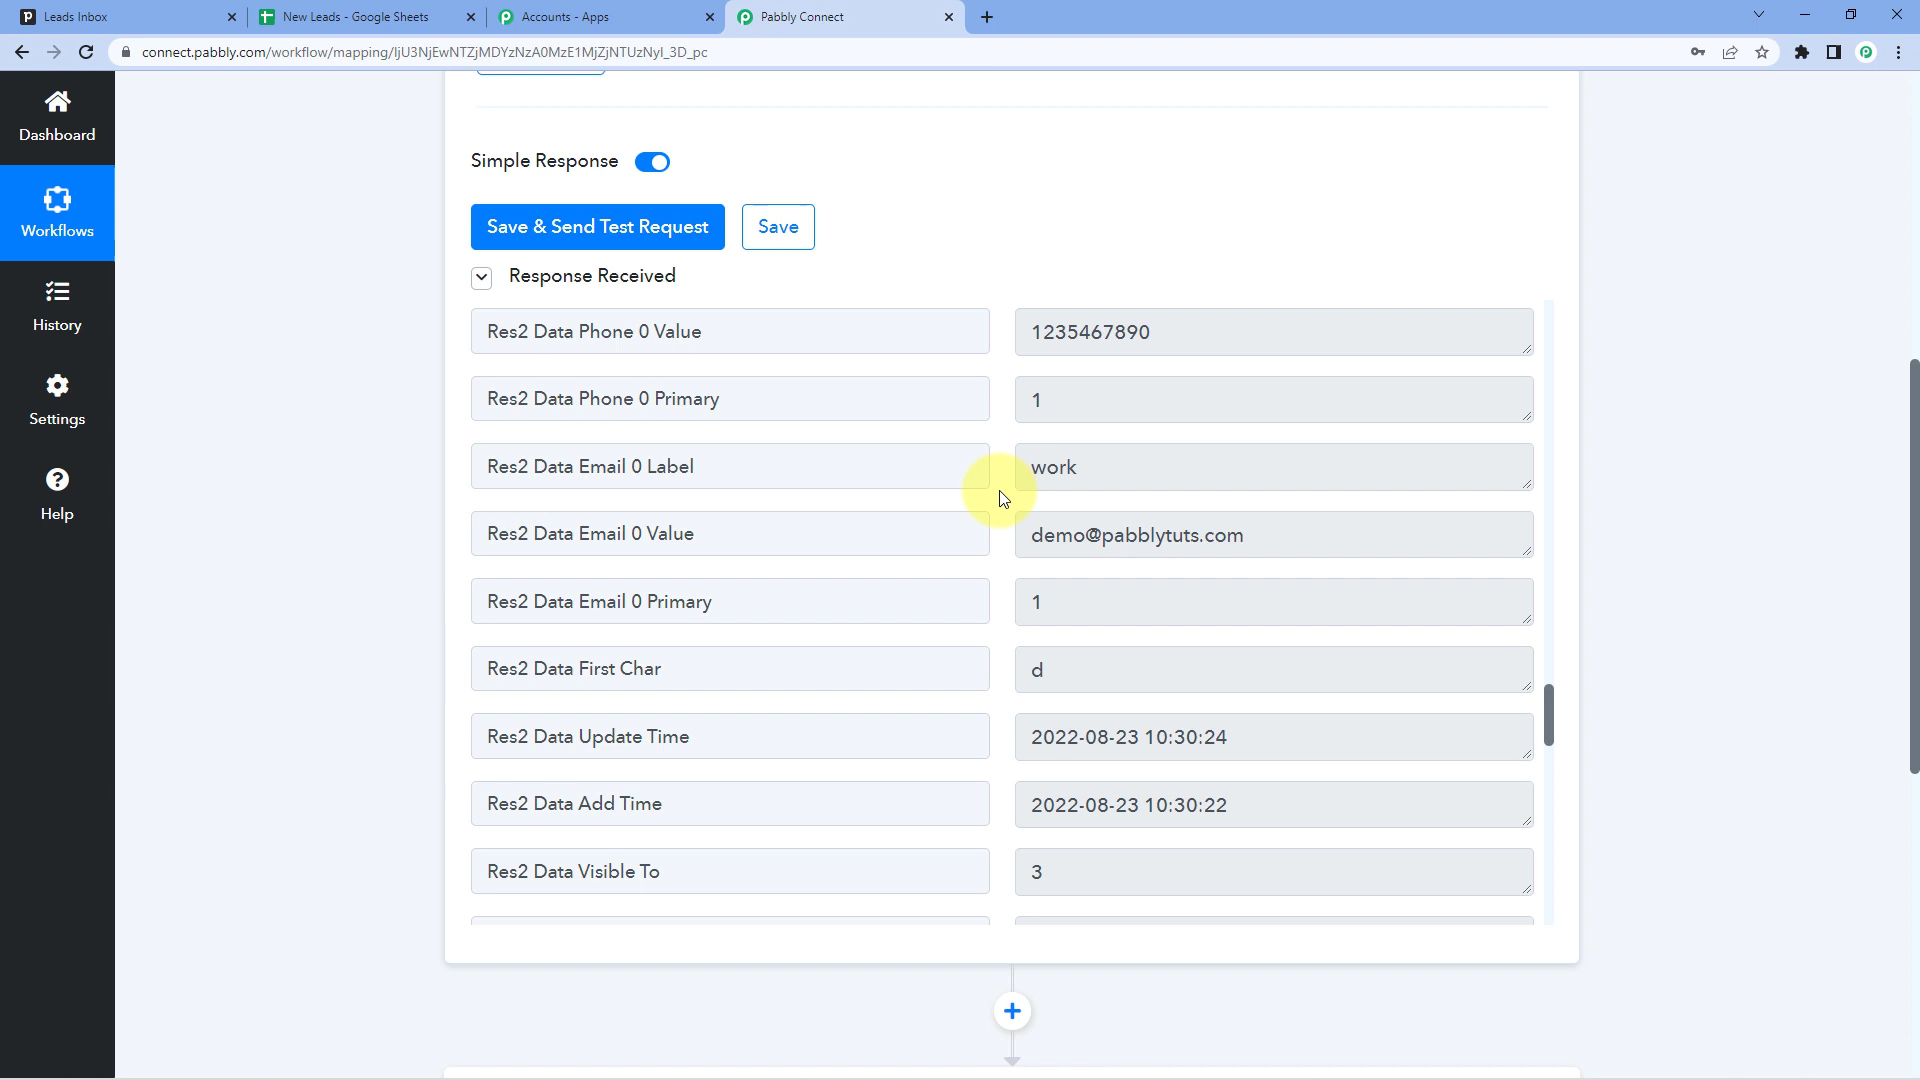 Leads Inbox
New Leads - Google Sheets
Accounts - Apps
Pabbly Connect
connect.pabbly.com/workflow/mapping/IjU3NjEwNTZjMDYzNzA0MzE1MjZjNTUzNyI_3D_pc
Dashboard
Workflows
History
Settings
Help
Simple Response
Save & Send Test Request
Save
Response Received
Res2 Data Phone 0 Value
1235467890
Res2 Data Phone 0 Primary
1
Res2 Data Email 0 Label
work
Res2 Data Email 0 Value
demo@pabblytuts.com
Res2 Data Email 0 Primary
1
Res2 Data First Char
d
Res2 Data Update Time
2022-08-23 10:30:24
Res2 Data Add Time
2022-08-23 10:30:22
Res2 Data Visible To
3